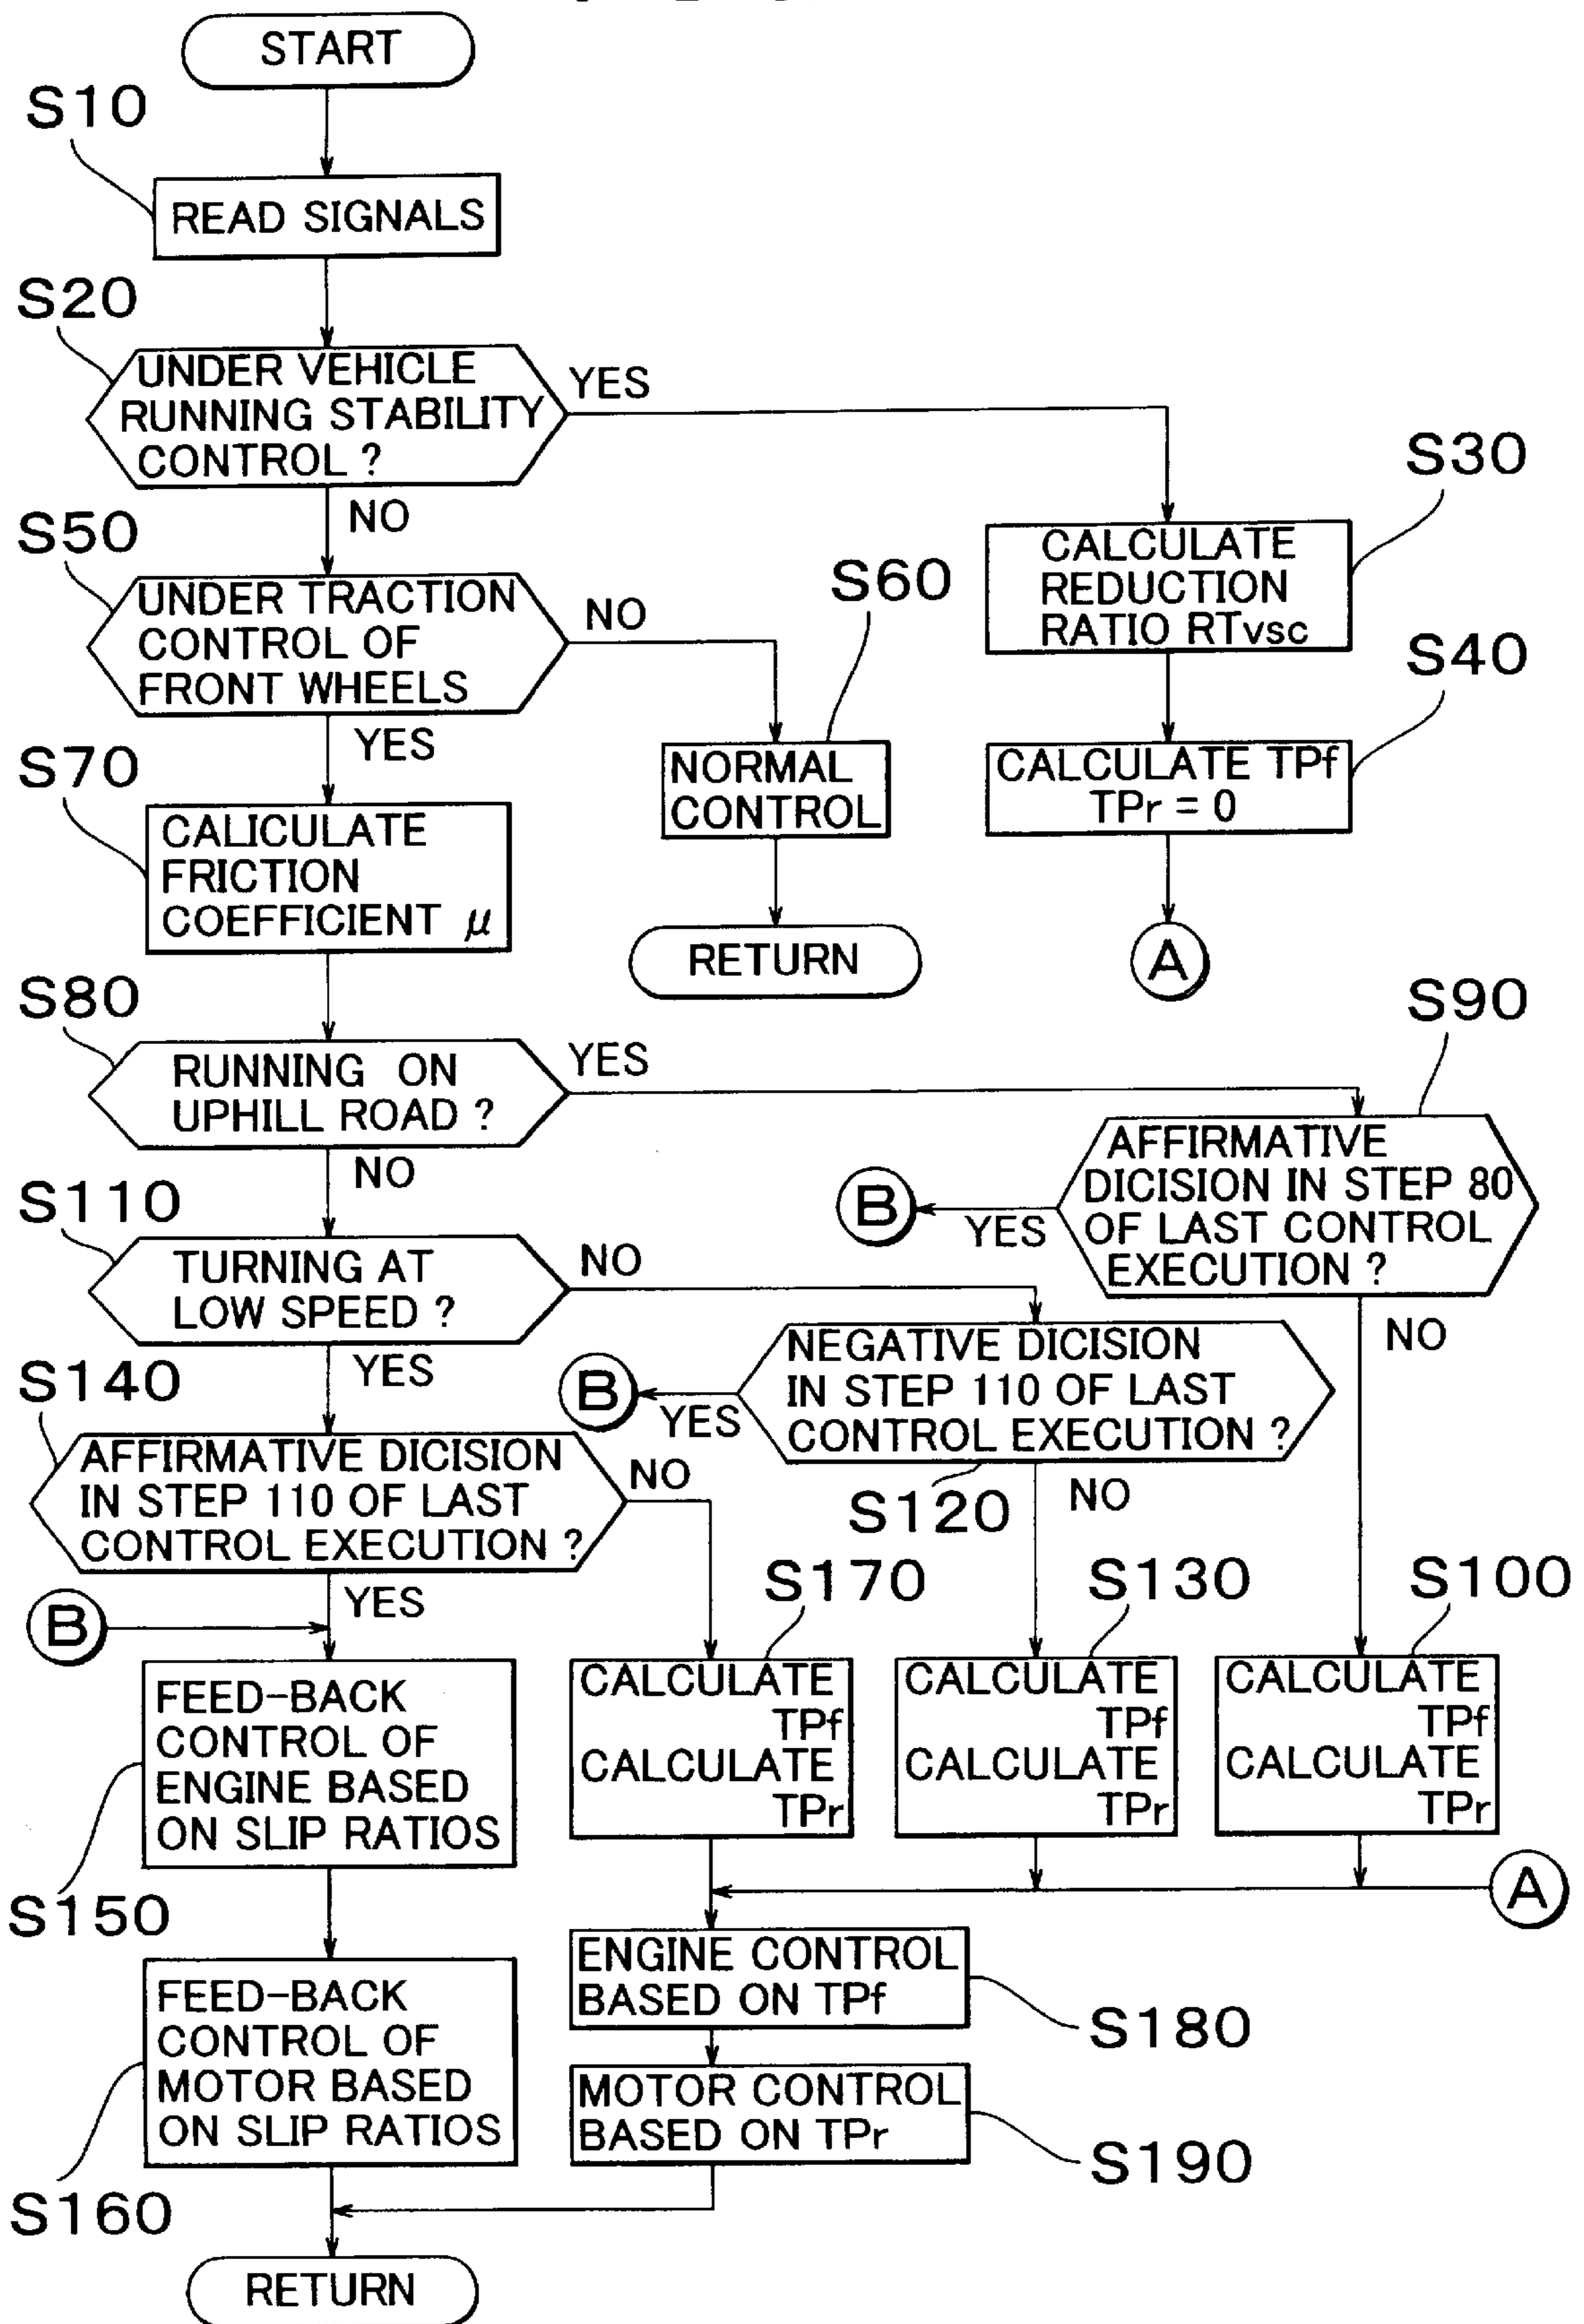 START
S10
READ SIGNALS
S20
UNDER VEHICLE
RUNNING STABILITY
CONTROL ?
YES
NO
S30
CALCULATE
REDUCTION
RATIO RTvsc
S40
CALCULATE TPf
TPr = 0
A
S50
UNDER TRACTION
CONTROL OF
FRONT WHEELS
NO
YES
S60
NORMAL
CONTROL
RETURN
S70
CALICULATE
FRICTION
COEFFICIENT μ
S80
RUNNING ON
UPHILL ROAD ?
YES
NO
S90
AFFIRMATIVE
DICISION IN STEP 80
OF LAST CONTROL
EXECUTION ?
B
YES
NO
S110
TURNING AT
LOW SPEED ?
NO
YES
NEGATIVE DICISION
IN STEP 110 OF LAST
CONTROL EXECUTION ?
B
YES
S120
NO
S140
AFFIRMATIVE DICISION
IN STEP 110 OF LAST
CONTROL EXECUTION ?
NO
YES
B
S170
CALCULATE
TPf
CALCULATE
TPr
S130
CALCULATE
TPf
CALCULATE
TPr
S100
CALCULATE
TPf
CALCULATE
TPr
A
FEED-BACK
CONTROL OF
ENGINE BASED
ON SLIP RATIOS
S150
FEED-BACK
CONTROL OF
MOTOR BASED
ON SLIP RATIOS
S160
ENGINE CONTROL
BASED ON TPf
S180
MOTOR CONTROL
BASED ON TPr
S190
RETURN